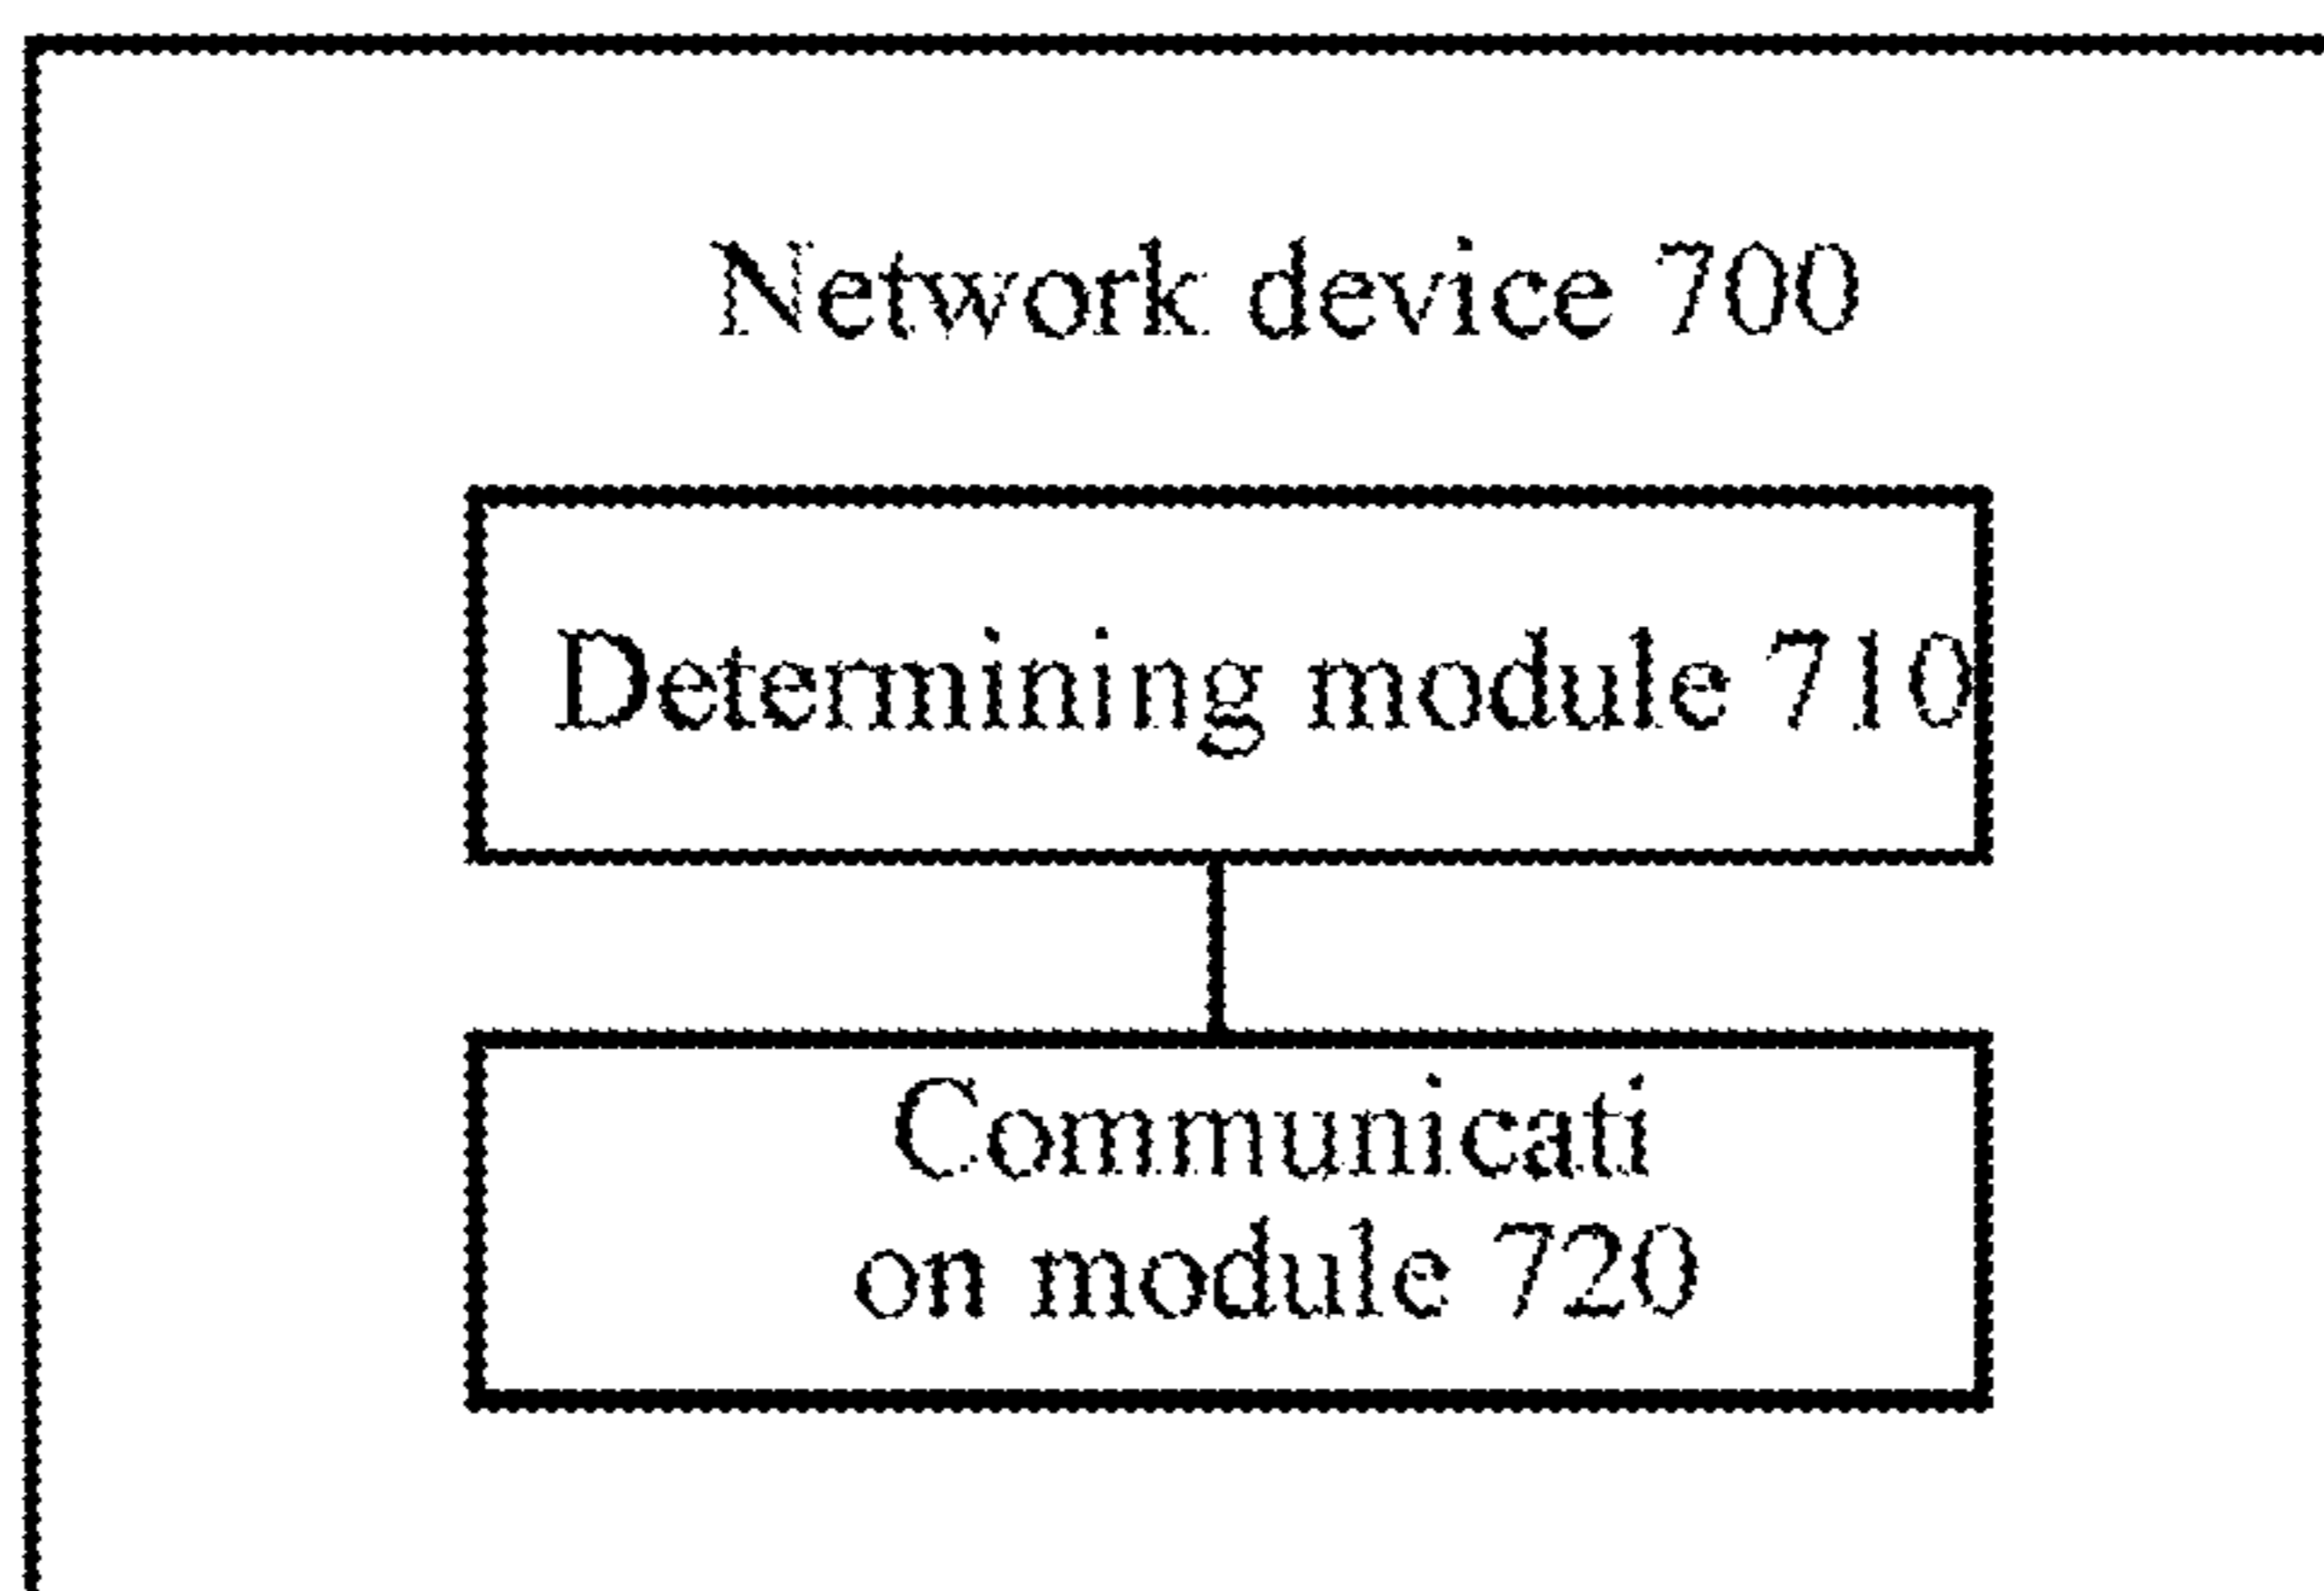 Network device 700
Determining module 710
Communicati
on module 720